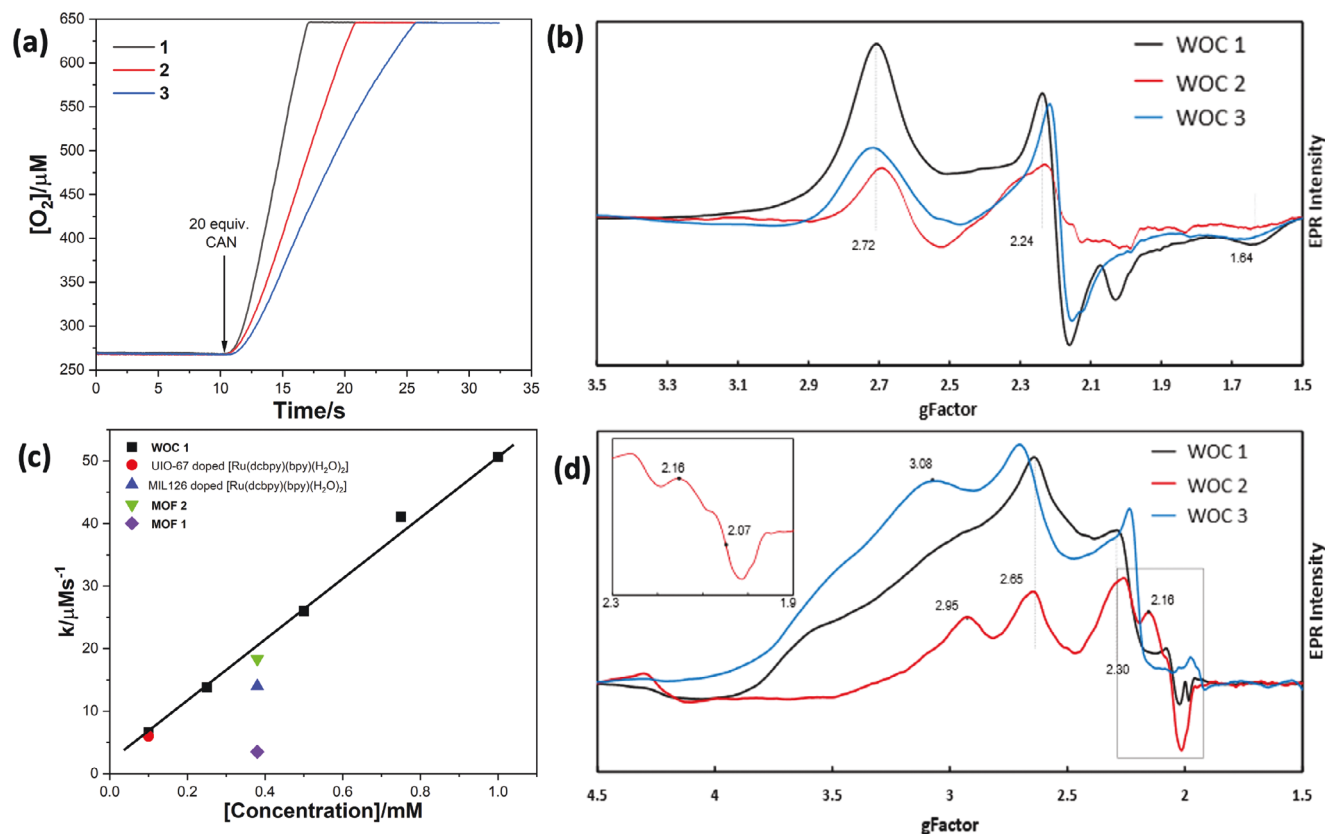 (a)
650
600
550
500
450
400
350
300
250
[O₂]/μM
1
2
3
20 equiv.
CAN
0 5 10 15 20 25 30 35
Time/s
(b)
WOC 1
WOC 2
WOC 3
2.72
2.24
1.64
EPR Intensity
3.5 3.3 3.1 2.9 2.7 2.5 2.3 2.1 1.9 1.7 1.5
gFactor
(c)
50
40
30
20
10
0
k/μMs⁻¹
WOC 1
UIO-67 doped [Ru(dcbpy)(bpy)(H₂O)₂]
MIL126 doped [Ru(dcbpy)(bpy)(H₂O)₂]
MOF 2
MOF 1
0.0 0.2 0.4 0.6 0.8 1.0
[Concentration]/mM
(d)
2.16
2.07
2.3 1.9
3.08
2.95
2.65
2.30
2.16
WOC 1
WOC 2
WOC 3
EPR Intensity
4.5 4 3.5 3 2.5 2 1.5
gFactor